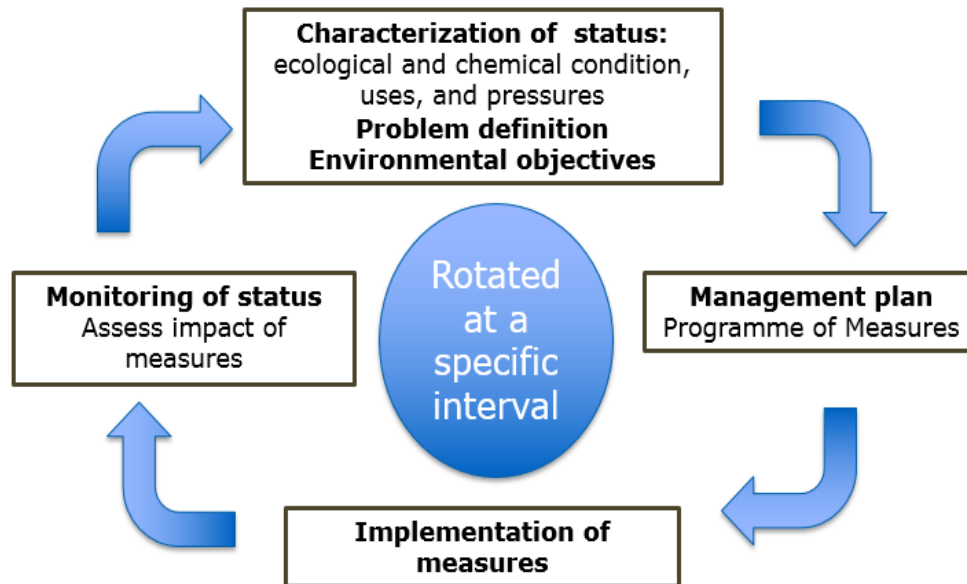 Characterization of status:
ecological and chemical condition,
uses, and pressures
Problem definition
Environmental objectives
Management plan
Programme of Measures
Implementation of
measures
Monitoring of status
Assess impact of
measures
Rotated
at a
specific
interval